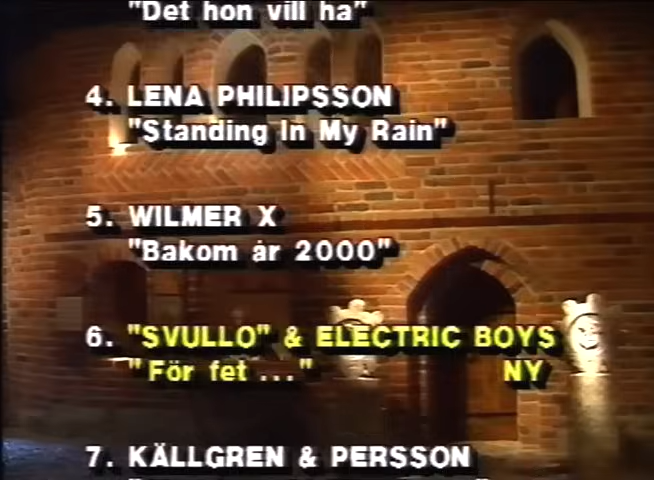 "Det hon vill ha"
4. LENA PHILIPSSON
"Standing In My Rain"
5. WILMER X
"Bakom år 2000"
6. "SVULLO" & ELECTRIC BOYS
"För fet ..." NY
7. KÄLLGREN & PERSSON